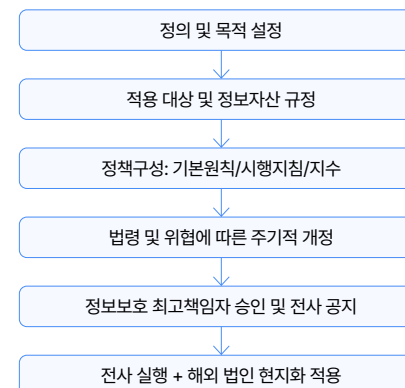 정의 및 목적 설정
적용 대상 및 정보자산 규정
정책구성: 기본원칙/시행지침/지수
법령 및 위협에 따른 주기적 개정
정보보호 최고책임자 승인 및 전사 공지
전사 실행 + 해외 법인 현지화 적용